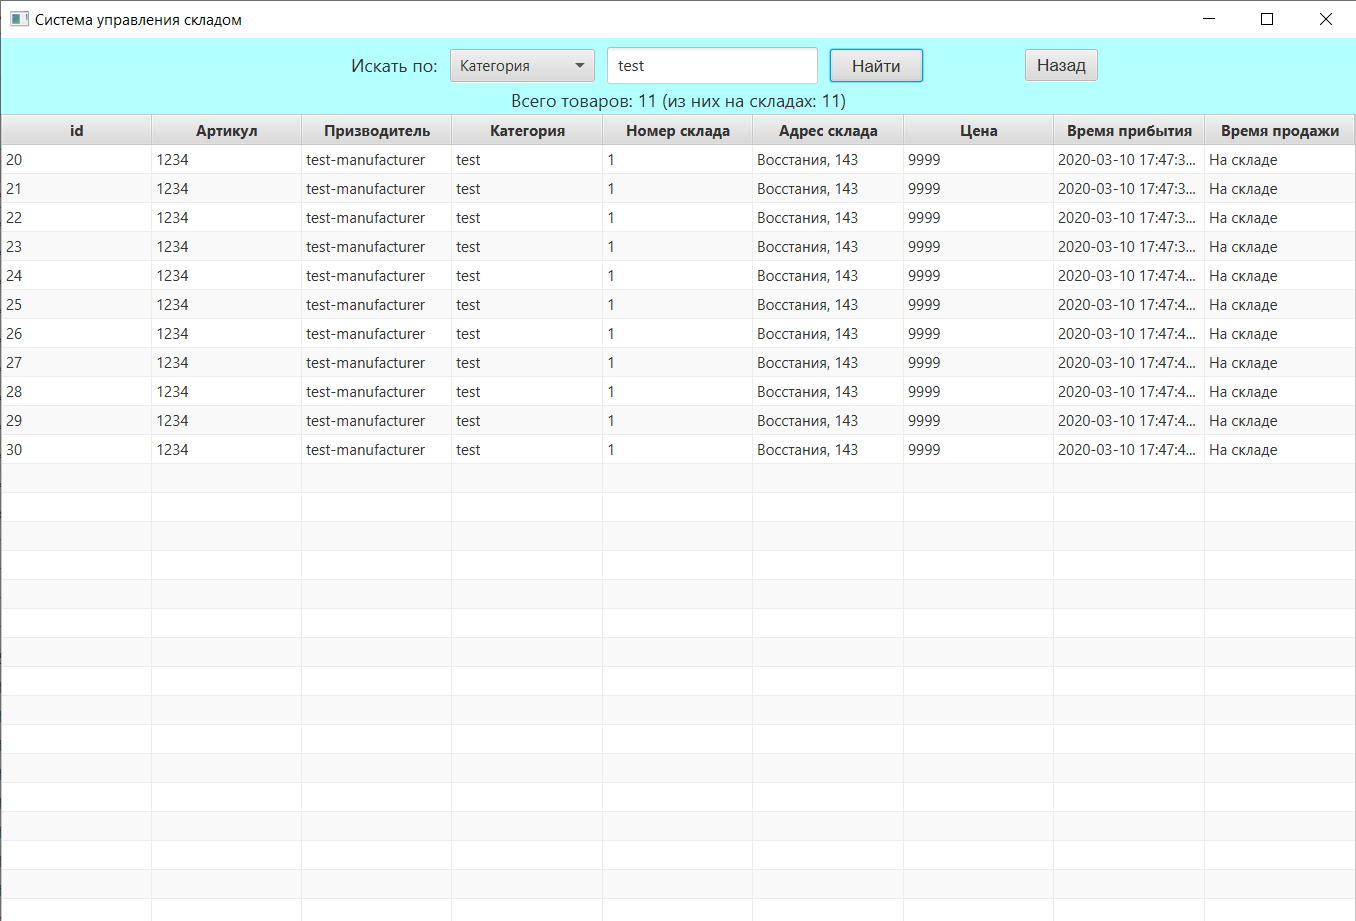 Система управления складом
Искать по: Категория test Найти Назад
Всего товаров: 11 (из них на складах: 11)
id Артикул Призводитель Категория Номер склада Адрес склада Цена Время прибытия Время продажи
20 1234 test-manufacturer test 1 Восстания, 143 9999 2020-03-10 17:47:3... На складе
21 1234 test-manufacturer test 1 Восстания, 143 9999 2020-03-10 17:47:3... На складе
22 1234 test-manufacturer test 1 Восстания, 143 9999 2020-03-10 17:47:3... На складе
23 1234 test-manufacturer test 1 Восстания, 143 9999 2020-03-10 17:47:3... На складе
24 1234 test-manufacturer test 1 Восстания, 143 9999 2020-03-10 17:47:4... На складе
25 1234 test-manufacturer test 1 Восстания, 143 9999 2020-03-10 17:47:4... На складе
26 1234 test-manufacturer test 1 Восстания, 143 9999 2020-03-10 17:47:4... На складе
27 1234 test-manufacturer test 1 Восстания, 143 9999 2020-03-10 17:47:4... На складе
28 1234 test-manufacturer test 1 Восстания, 143 9999 2020-03-10 17:47:4... На складе
29 1234 test-manufacturer test 1 Восстания, 143 9999 2020-03-10 17:47:4... На складе
30 1234 test-manufacturer test 1 Восстания, 143 9999 2020-03-10 17:47:4... На складе